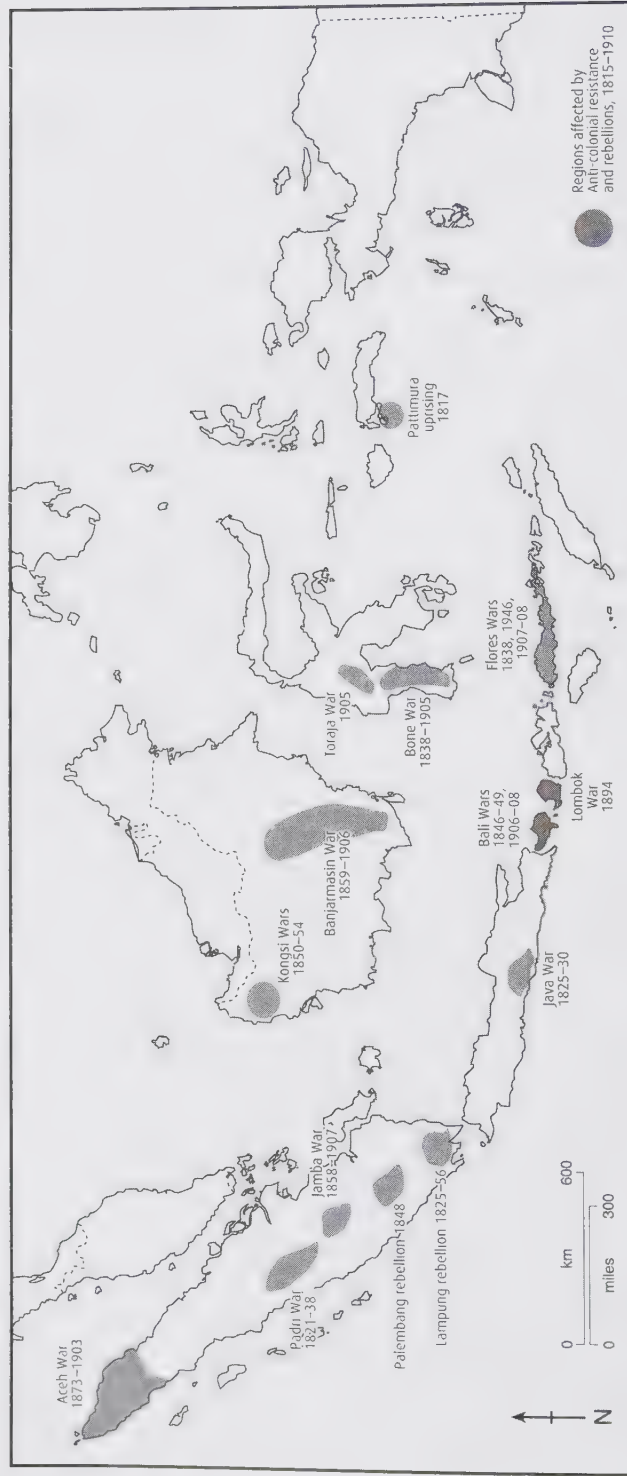 Aceh War
1873–1903
Padri War
1821–38
Jamba War
1858–1907
Palembang rebellion 1848
Lampung rebellion 1825–56
Kongsi Wars
1850–54
Banjarmasin War
1859–1906
Java War
1825–30
Bali Wars
1846–49,
1906–08
Lombok
War
1894
Toraja War
1905
Bone War
1838–1905
Flores Wars
1838, 1946,
1907–08
Pattimura
uprising
1817
Regions affected by
Anti-colonial resistance
and rebellions, 1815–1910
0 km 600
0 miles 300
N